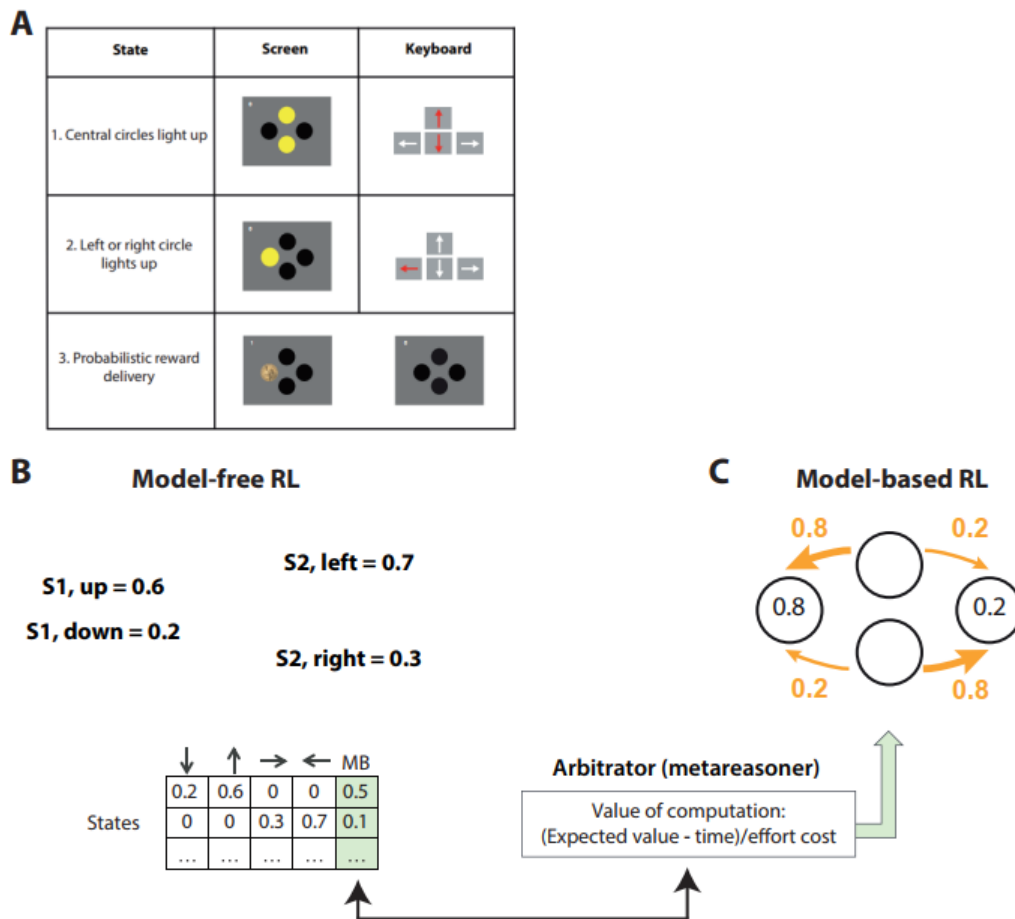 A
State Screen Keyboard
1. Central circles light up
2. Left or right circle
lights up
3. Probabilistic reward
delivery
B Model-free RL
S1, up = 0.6
S1, down = 0.2
S2, left = 0.7
S2, right = 0.3
↓ ↑ → ← MB
0.2 0.6 0 0 0.5
States 0 0 0.3 0.7 0.1
... ... ... ... ...
C Model-based RL
0.8 0.2
0.8 0.2
0.2 0.8
Arbitrator (metareasoner)
Value of computation:
(Expected value - time)/effort cost